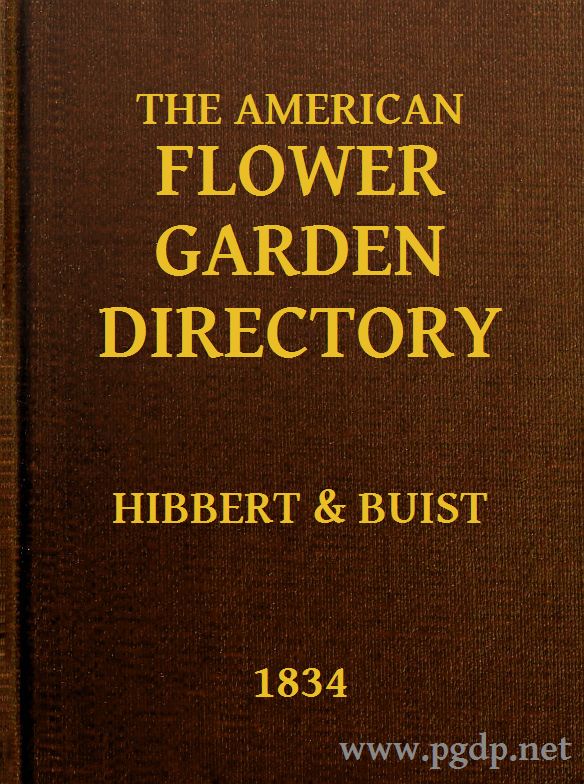 THE AMERICAN
FLOWER
GARDEN
DIRECTORY
HIBBERT & BUIST
1834
www.pgdp.net